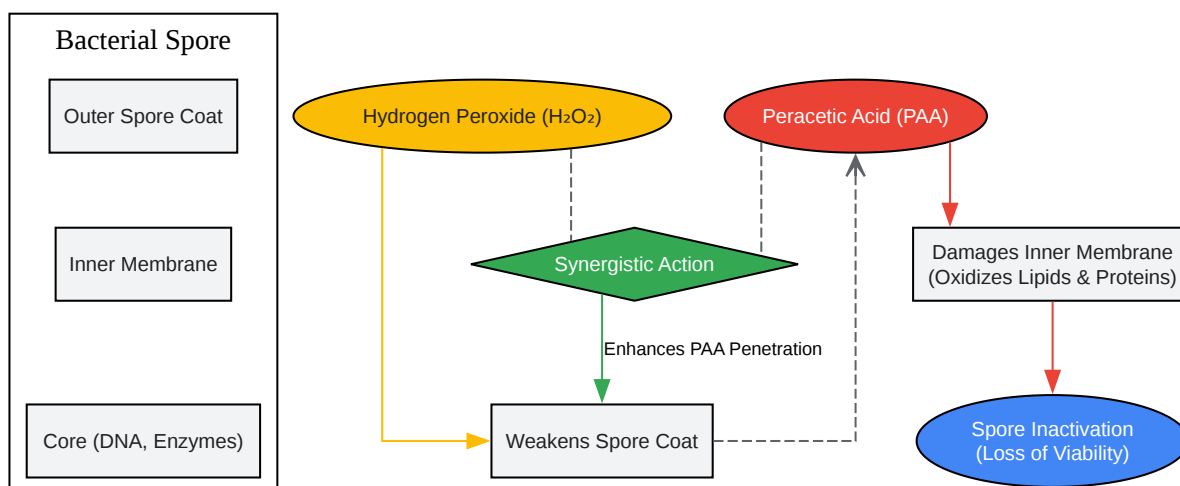 Bacterial Spore
Outer Spore Coat
Hydrogen Peroxide (H₂O₂)
Peracetic Acid (PAA)
Inner Membrane
Synergistic Action
Damages Inner Membrane
(Oxidizes Lipids & Proteins)
Enhances PAA Penetration
Core (DNA, Enzymes)
Weakens Spore Coat
Spore Inactivation
(Loss of Viability)